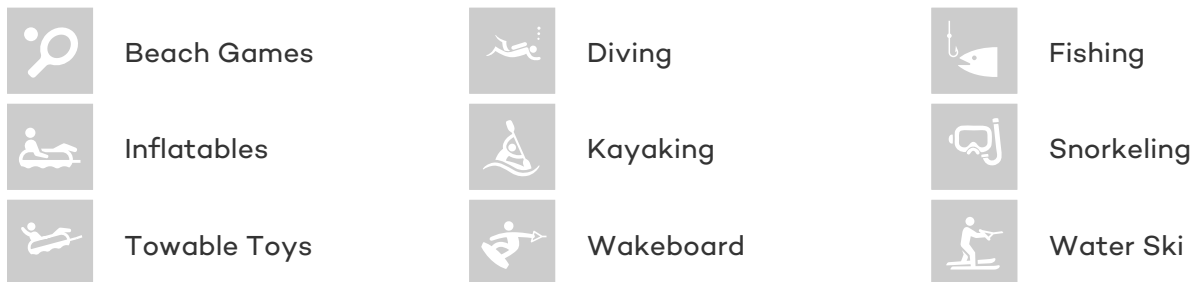 Beach Games
Diving
Fishing
Inflatables
Kayaking
Snorkeling
Towable Toys
Wakeboard
Water Ski